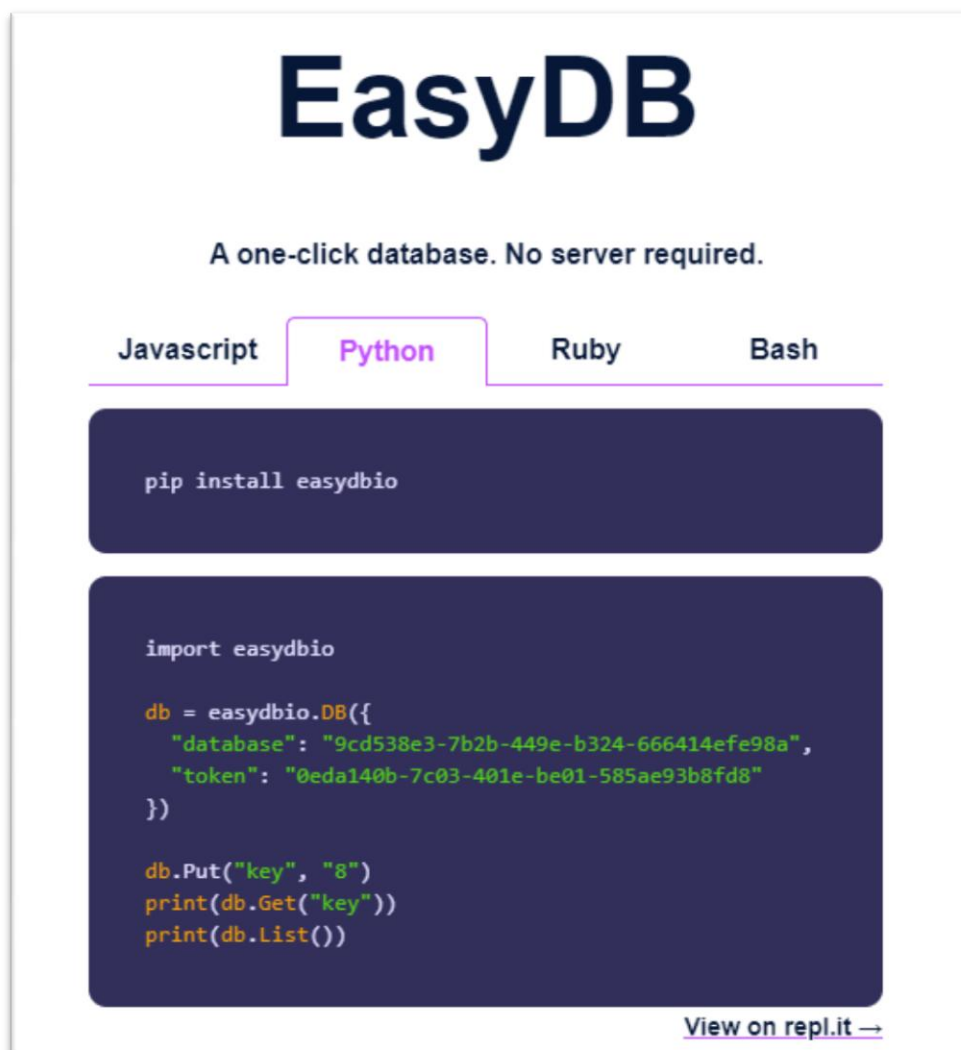 EasyDB
A one-click database. No server required.
Javascript Python Ruby Bash
pip install easydbio
import easydbio
db = easydbio.DB({
"database": "9cd538e3-7b2b-449e-b324-666414efe98a",
"token": "0eda140b-7c03-401e-be01-585ae93b8fd8"
})
db.Put("key", "8")
print(db.Get("key"))
print(db.List())
View on repl.it →